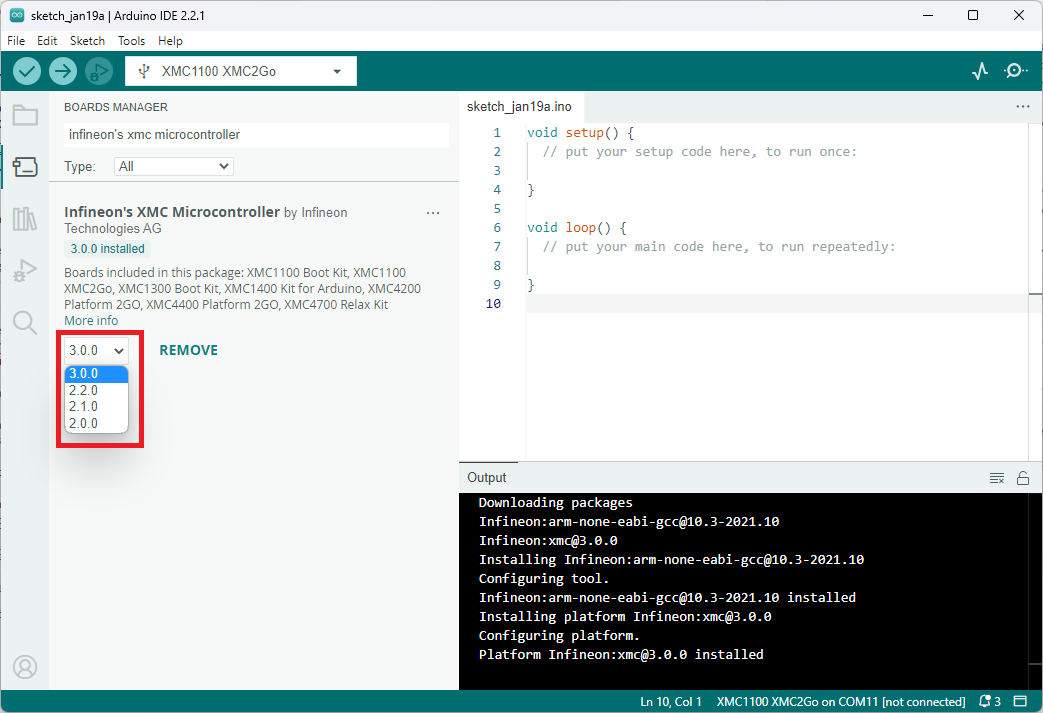 sketch_jan19a | Arduino IDE 2.2.1
File Edit Sketch Tools Help
XMC1100 XMC2Go
BOARDS MANAGER
infineon's xmc microcontroller
Type: All
Infineon's XMC Microcontroller by Infineon
Technologies AG
3.0.0 installed
Boards included in this package: XMC1100 Boot Kit, XMC1100
XMC2Go, XMC1300 Boot Kit, XMC1400 Kit for Arduino, XMC4200
Platform 2GO, XMC4400 Platform 2GO, XMC4700 Relax Kit
More info
3.0.0 REMOVE
3.0.0
2.2.0
2.1.0
2.0.0
sketch_jan19a.ino
1 void setup() {
2 // put your setup code here, to run once:
3
4 }
5
6 void loop() {
7 // put your main code here, to run repeatedly:
8
9 }
10
Output
Downloading packages
Infineon:arm-none-eabi-gcc@10.3-2021.10
Infineon:xmc@3.0.0
Installing Infineon:arm-none-eabi-gcc@10.3-2021.10
Configuring tool.
Infineon:arm-none-eabi-gcc@10.3-2021.10 installed
Installing platform Infineon:xmc@3.0.0
Configuring platform.
Platform Infineon:xmc@3.0.0 installed
Ln 10, Col 1 XMC1100 XMC2Go on COM11 [not connected] 3